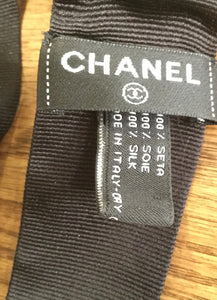 CHANEL
100 % SETA
100 % SOIE
100 % SILK
MADE IN ITALY